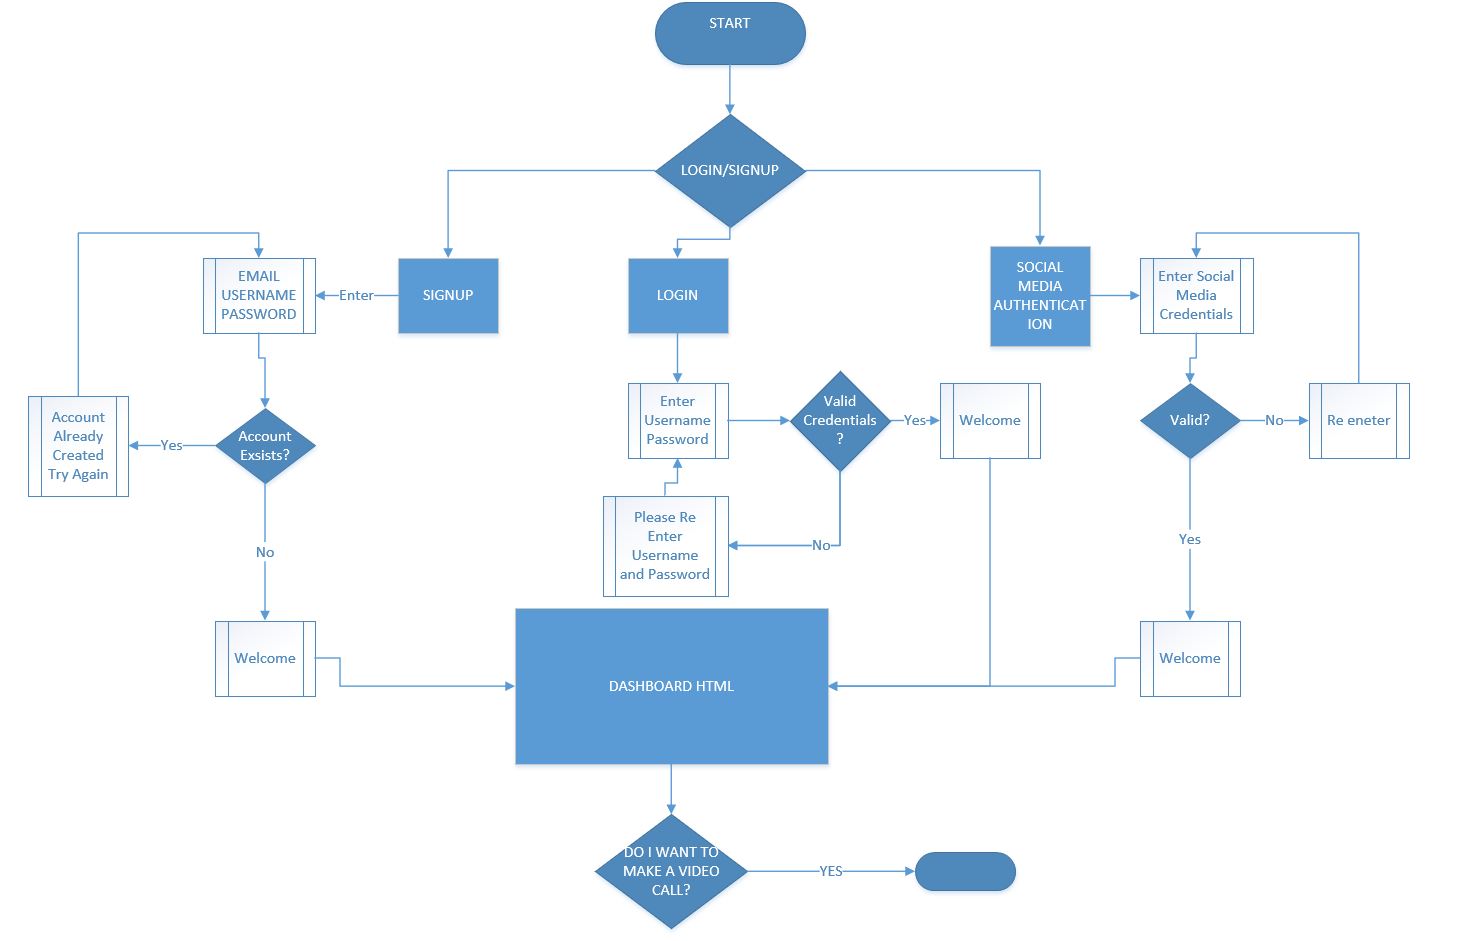 START
LOGIN/SIGNUP
EMAIL
USERNAME
PASSWORD
Enter
SIGNUP
LOGIN
SOCIAL
MEDIA
AUTHENTICAT
ION
Enter Social
Media
Credentials
Account
Already
Created
Try Again
Yes
Account
Exsists?
Enter
Username
Password
Valid
Credentials
?
Yes
Welcome
Valid?
No
Re eneter
Please Re
Enter
Username
and Password
No
No
Yes
Welcome
DASHBOARD HTML
Welcome
DO I WANT TO
MAKE A VIDEO
CALL?
YES